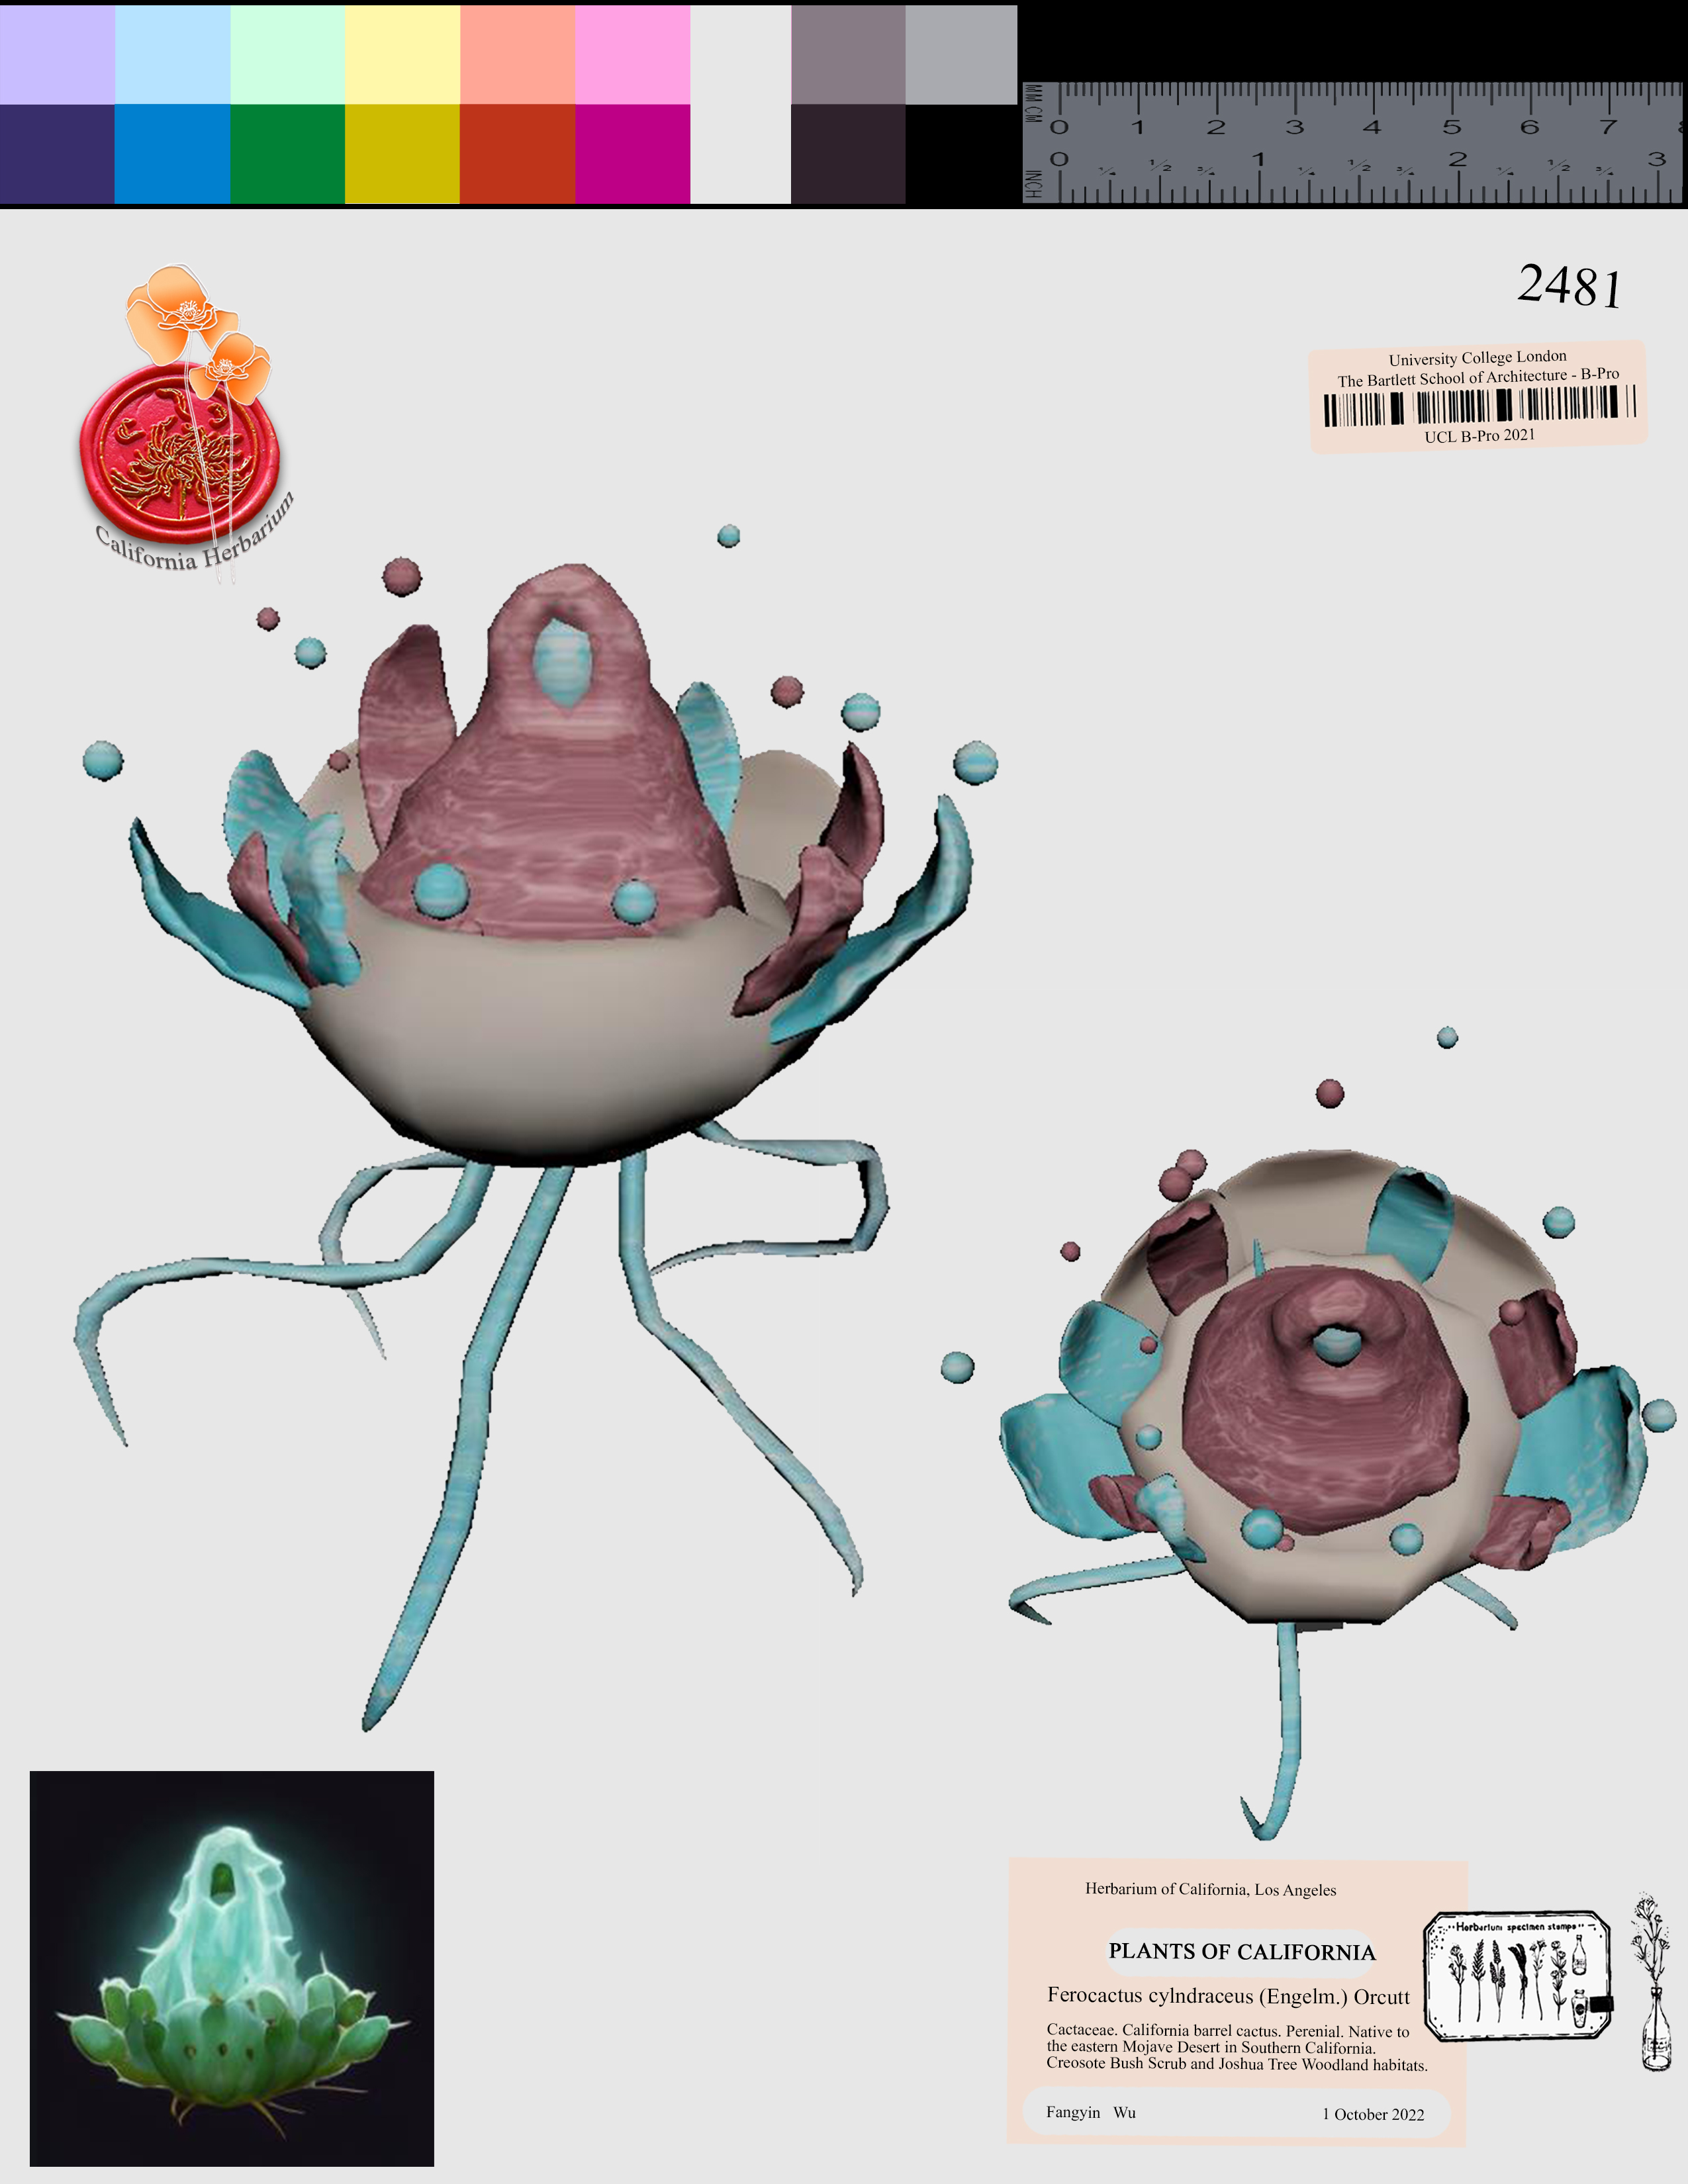 MM CM 0 1 2 3 4 5 6 7
0 1/4 1/2 3/4 1 1/4 1/2 3/4 2 1/4 1/2 3/4 3
INCH
2481
University College London
The Bartlett School of Architecture - B-Pro
UCL B-Pro 2021
California Herbarium
Herbarium of California, Los Angeles
PLANTS OF CALIFORNIA
Ferocactus cylndraceus (Engelm.) Orcutt
Cactaceae. California barrel cactus. Perenial. Native to
the eastern Mojave Desert in Southern California.
Creosote Bush Scrub and Joshua Tree Woodland habitats.
Fangyin Wu 1 October 2022
Herbarium specimen stamps